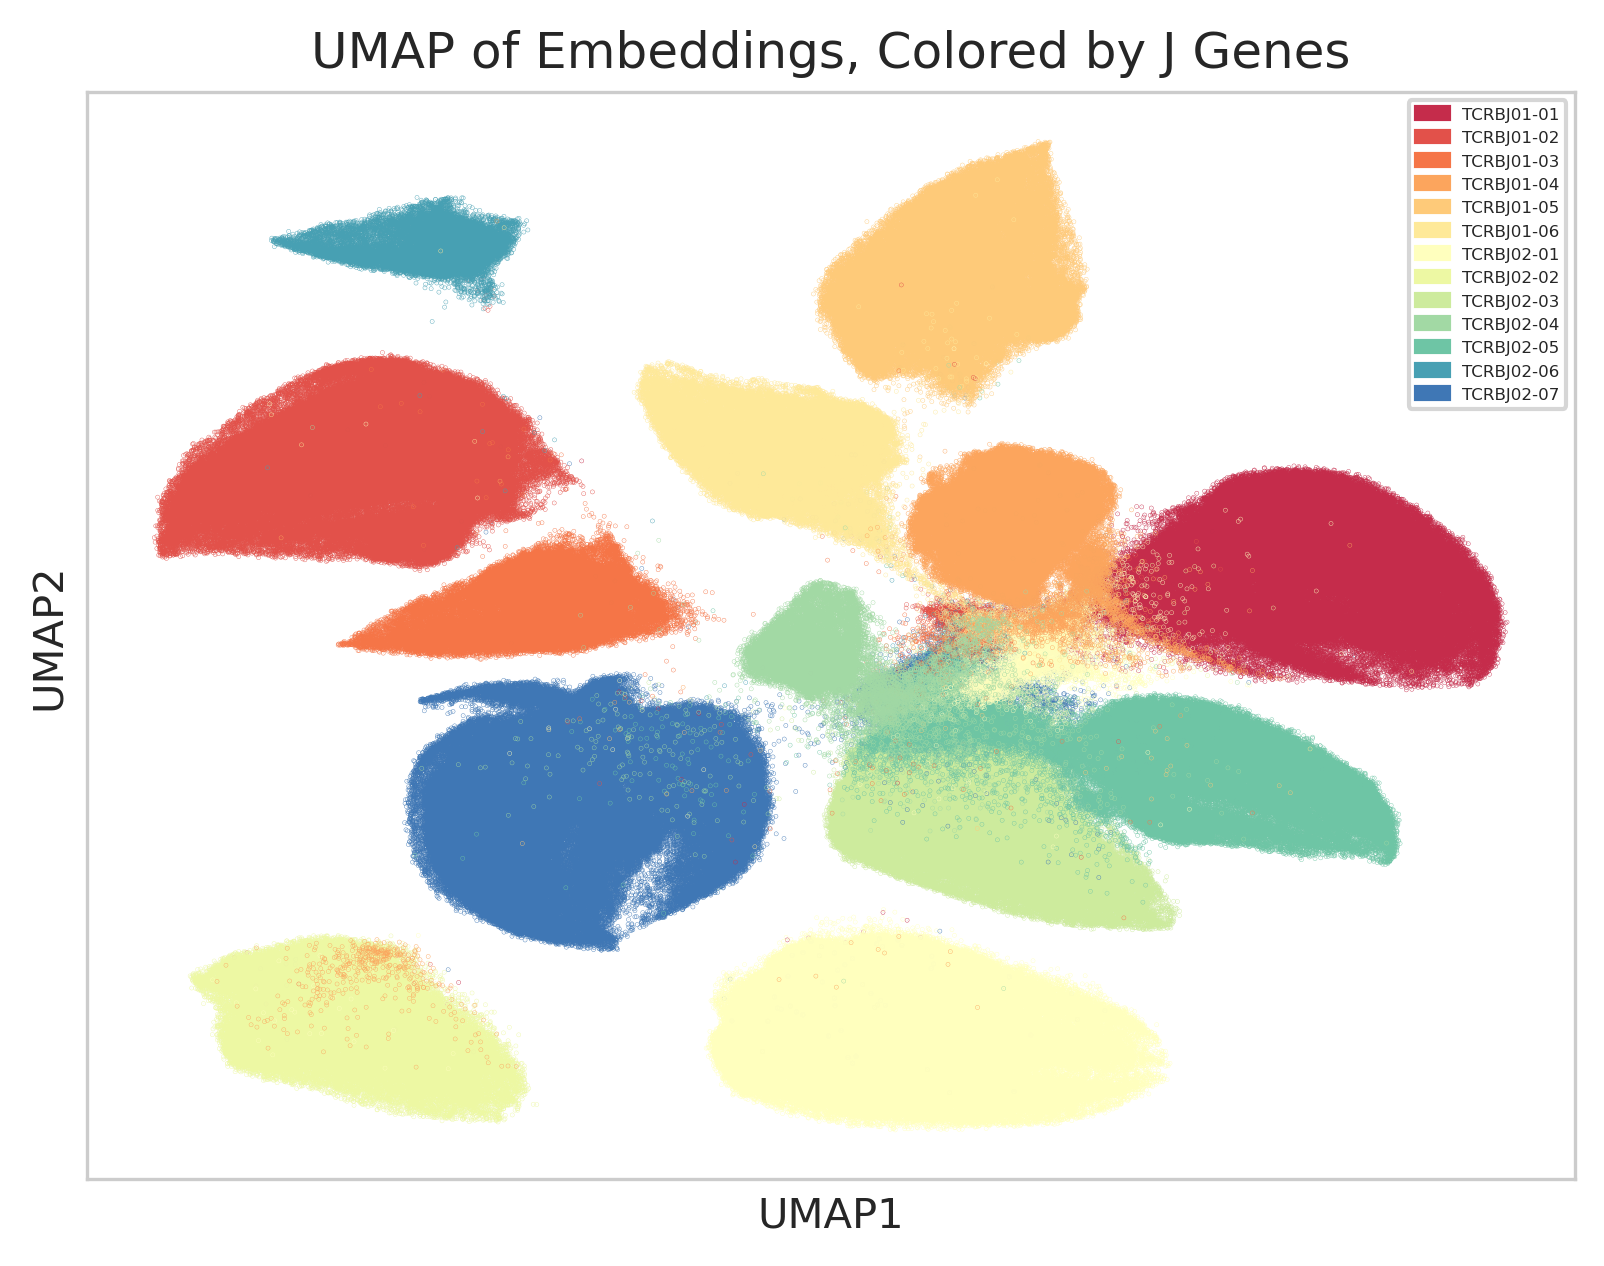 UMAP of Embeddings, Colored by J Genes
TCRBJ01-01
TCRBJ01-02
TCRBJ01-03
TCRBJ01-04
TCRBJ01-05
TCRBJ01-06
TCRBJ02-01
TCRBJ02-02
TCRBJ02-03
TCRBJ02-04
TCRBJ02-05
TCRBJ02-06
TCRBJ02-07
UMAP2
UMAP1